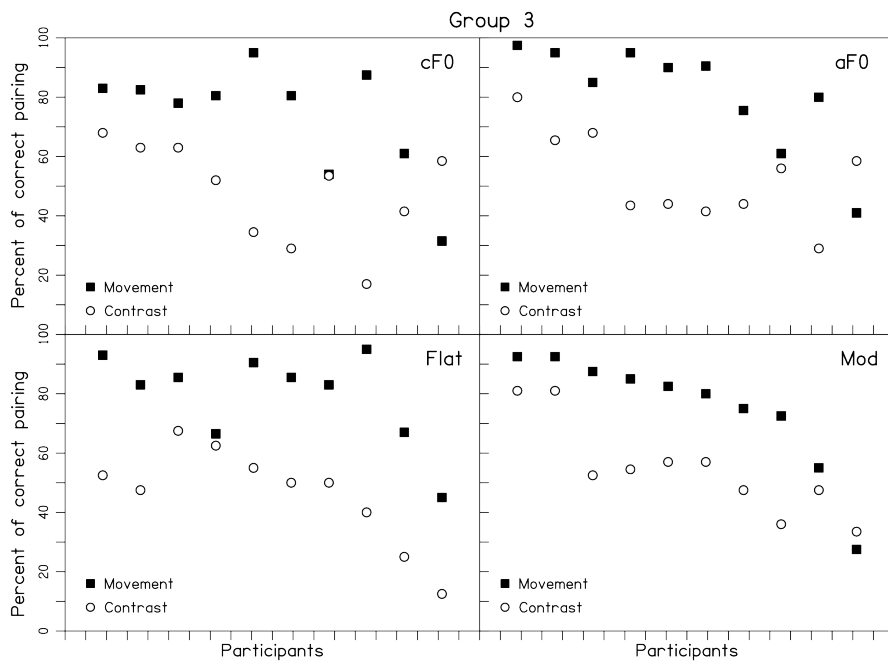 Group 3
Percent of correct pairing
100
80
60
40
20
cF0
Movement
Contrast
aF0
Movement
Contrast
Percent of correct pairing
100
80
60
40
20
0
Flat
Movement
Contrast
Mod
Movement
Contrast
Participants
Participants